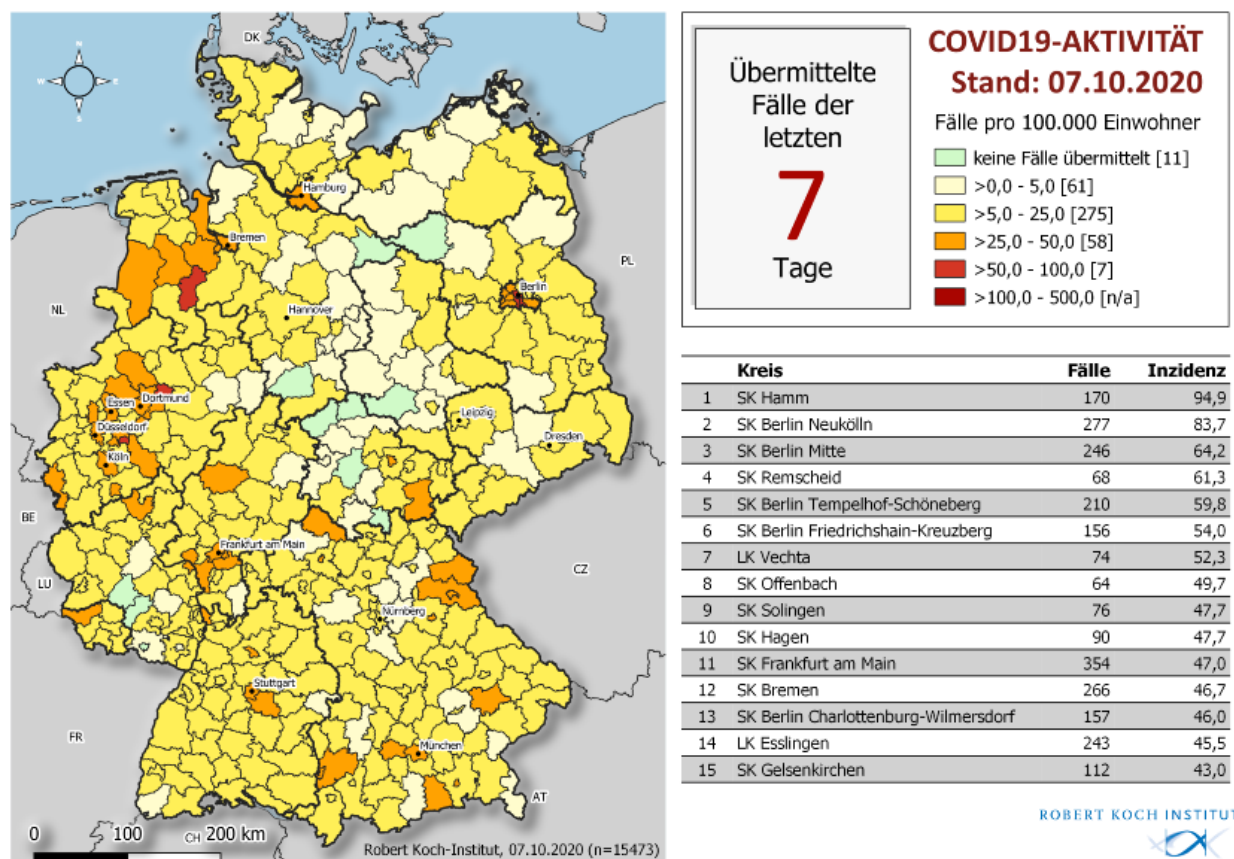 DK
N
W
E
S
Hamburg
Bremen
PL
Berlin
NL
Hannover
Essen
Dortmund
Düsseldorf
Leipzig
Dresden
Köln
BE
Frankfurt am Main
CZ
LU
Nürnberg
Stuttgart
FR
München
AT
CH
0 100 200 km
Robert Koch-Institut, 07.10.2020 (n=15473)
Übermittelte
Fälle der
letzten
7
Tage
COVID19-AKTIVITÄT
Stand: 07.10.2020
Fälle pro 100.000 Einwohner
keine Fälle übermittelt [11]
>0,0 - 5,0 [61]
>5,0 - 25,0 [275]
>25,0 - 50,0 [58]
>50,0 - 100,0 [7]
>100,0 - 500,0 [n/a]
Kreis Fälle Inzidenz
1 SK Hamm 170 94,9
2 SK Berlin Neukölln 277 83,7
3 SK Berlin Mitte 246 64,2
4 SK Remscheid 68 61,3
5 SK Berlin Tempelhof-Schöneberg 210 59,8
6 SK Berlin Friedrichshain-Kreuzberg 156 54,0
7 LK Vechta 74 52,3
8 SK Offenbach 64 49,7
9 SK Solingen 76 47,7
10 SK Hagen 90 47,7
11 SK Frankfurt am Main 354 47,0
12 SK Bremen 266 46,7
13 SK Berlin Charlottenburg-Wilmersdorf 157 46,0
14 LK Esslingen 243 45,5
15 SK Gelsenkirchen 112 43,0
ROBERT KOCH INSTITUT